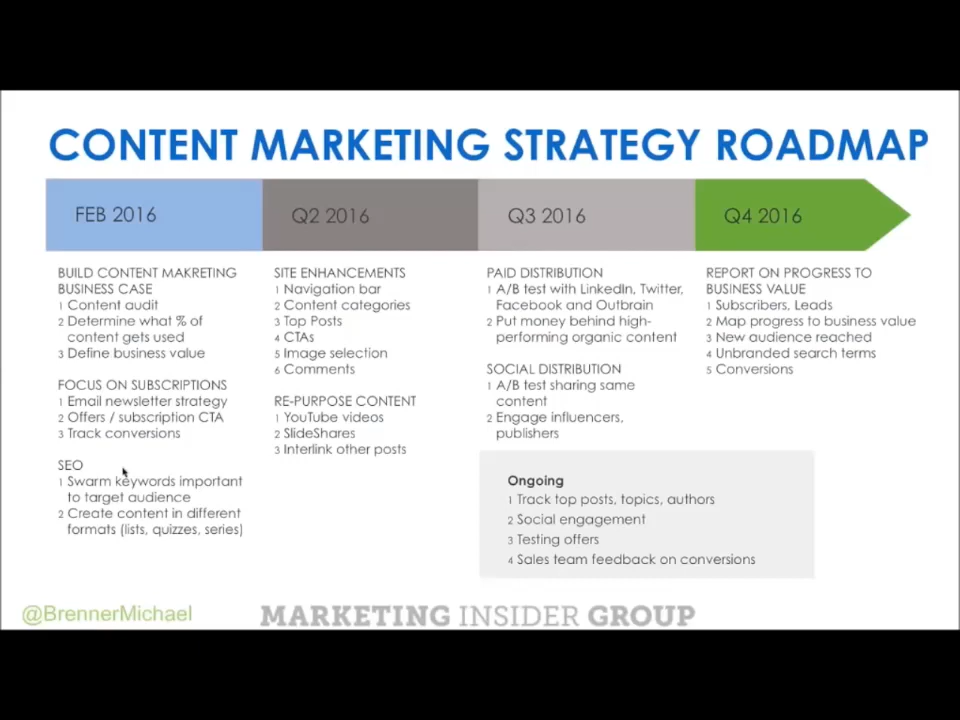 CONTENT MARKETING STRATEGY ROADMAP
FEB 2016
Q2 2016
Q3 2016
Q4 2016
BUILD CONTENT MAKRETING
BUSINESS CASE
1 Content audit
2 Determine what % of
content gets used
3 Define business value
FOCUS ON SUBSCRIPTIONS
1 Email newsletter strategy
2 Offers / subscription CTA
3 Track conversions
SEO
1 Swarm keywords important
to target audience
2 Create content in different
formats (lists, quizzes, series)
SITE ENHANCEMENTS
1 Navigation bar
2 Content categories
3 Top Posts
4 CTAs
5 Image selection
6 Comments
RE-PURPOSE CONTENT
1 YouTube videos
2 SlideShares
3 Interlink other posts
PAID DISTRIBUTION
1 A/B test with LinkedIn, Twitter,
Facebook and Outbrain
2 Put money behind high-
performing organic content
SOCIAL DISTRIBUTION
1 A/B test sharing same
content
2 Engage influencers,
publishers
REPORT ON PROGRESS TO
BUSINESS VALUE
1 Subscribers, Leads
2 Map progress to business value
3 New audience reached
4 Unbranded search terms
5 Conversions
Ongoing
1 Track top posts, topics, authors
2 Social engagement
3 Testing offers
4 Sales team feedback on conversions
@BrennerMichael
MARKETING INSIDER GROUP